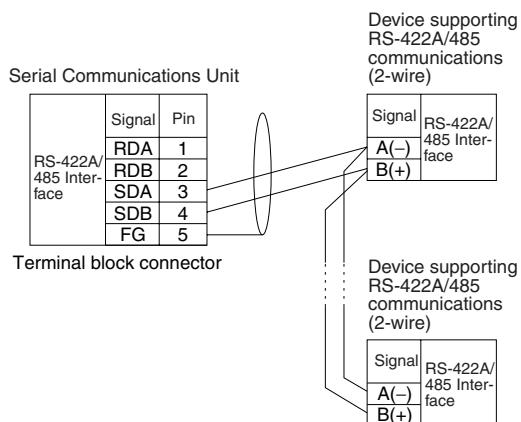 Device supporting
RS-422A/485
communications
(2-wire)
Serial Communications Unit
Signal Pin
RS-422A/
485 Inter-
face
RDA 1
RDB 2
SDA 3
SDB 4
FG 5
Terminal block connector
Signal
RS-422A/
485 Inter-
face
A(−)
B(+)
Device supporting
RS-422A/485
communications
(2-wire)
Signal
RS-422A/
485 Inter-
face
A(−)
B(+)